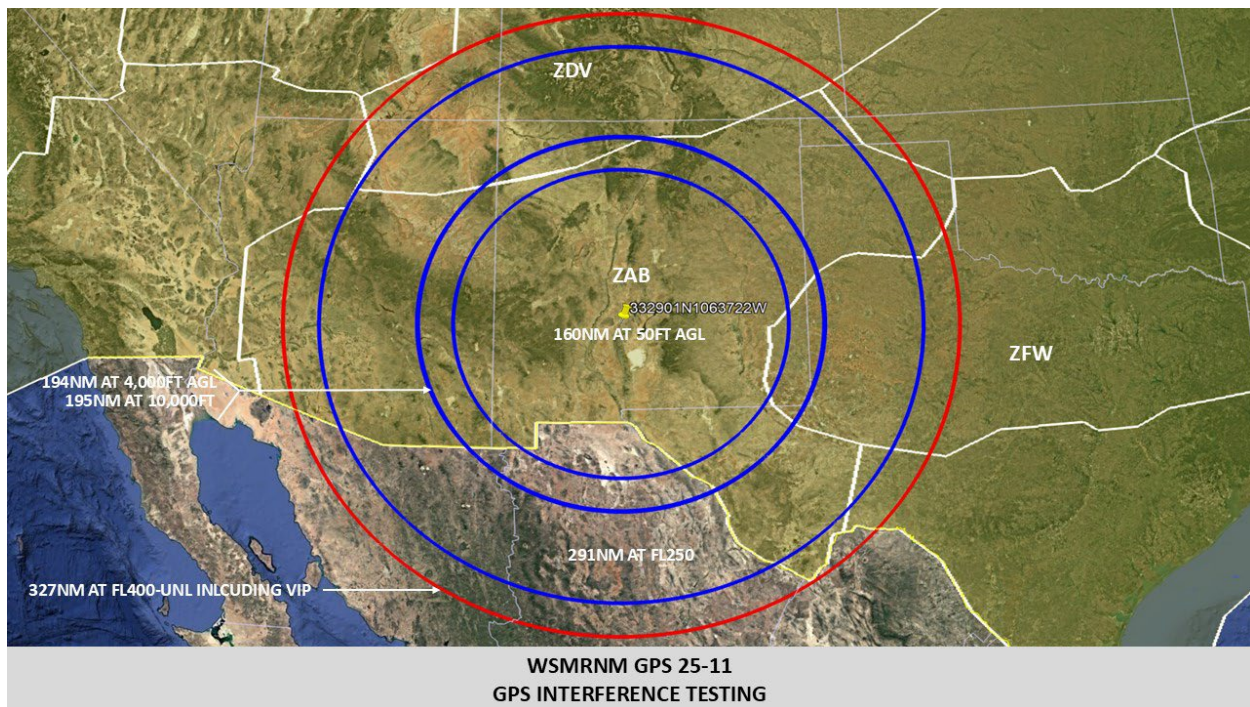 ZDV
ZAB
332901N1063722W
160NM AT 50FT AGL
ZFW
194NM AT 4,000FT AGL
195NM AT 10,000FT
291NM AT FL250
327NM AT FL400-UNL INLCUDING VIP
WSMRNM GPS 25-11
GPS INTERFERENCE TESTING